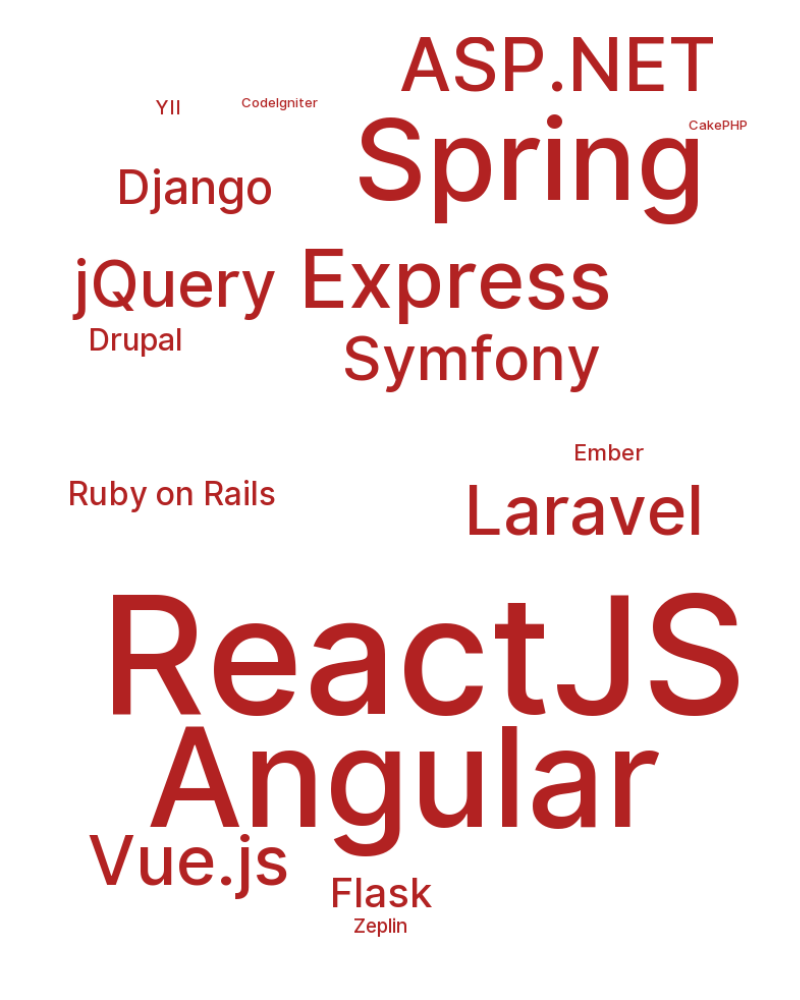 ASP.NET
YII
CodeIgniter
CakePHP
Spring
Django
jQuery
Express
Drupal
Symfony
Ember
Ruby on Rails
Laravel
ReactJS
Angular
Vue.js
Flask
Zeplin